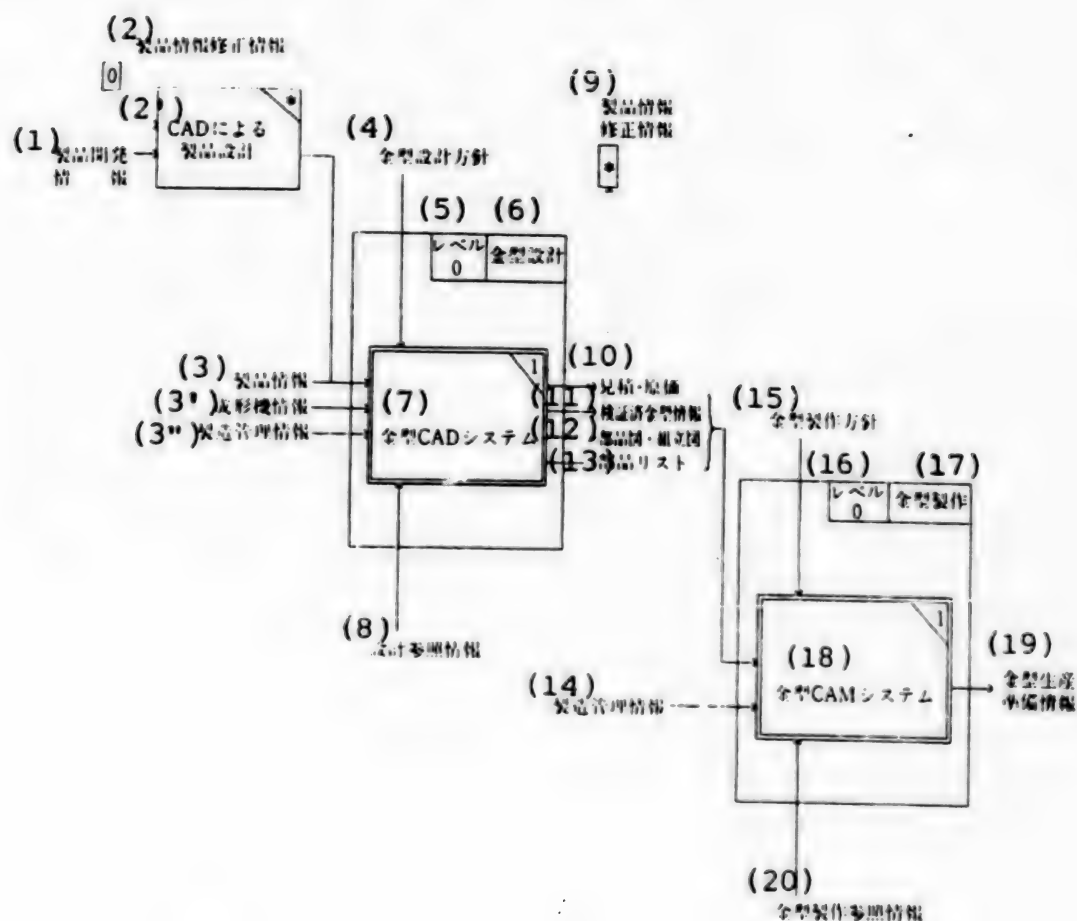 (2)
製品情報修正情報
[0]
(2')
*
CADによる
製品設計
(1)
製品開発
情　報
(9)
製品情報
修正情報
*
(4)
金型設計方針
(5)
(6)
レベル
0
金型設計
(3)
製品情報
(3')
成形機情報
(3")
製造管理情報
1
(7)
金型CADシステム
(10)
見積・原価
(11)
検証済金型情報
(12)
部品図・組立図
(13)
部品リスト
(8)
設計参照情報
(15)
金型製作方針
(16)
(17)
レベル
0
金型製作
1
(18)
金型CAMシステム
(14)
製造管理情報
(19)
金型生産
準備情報
(20)
金型製作参照情報